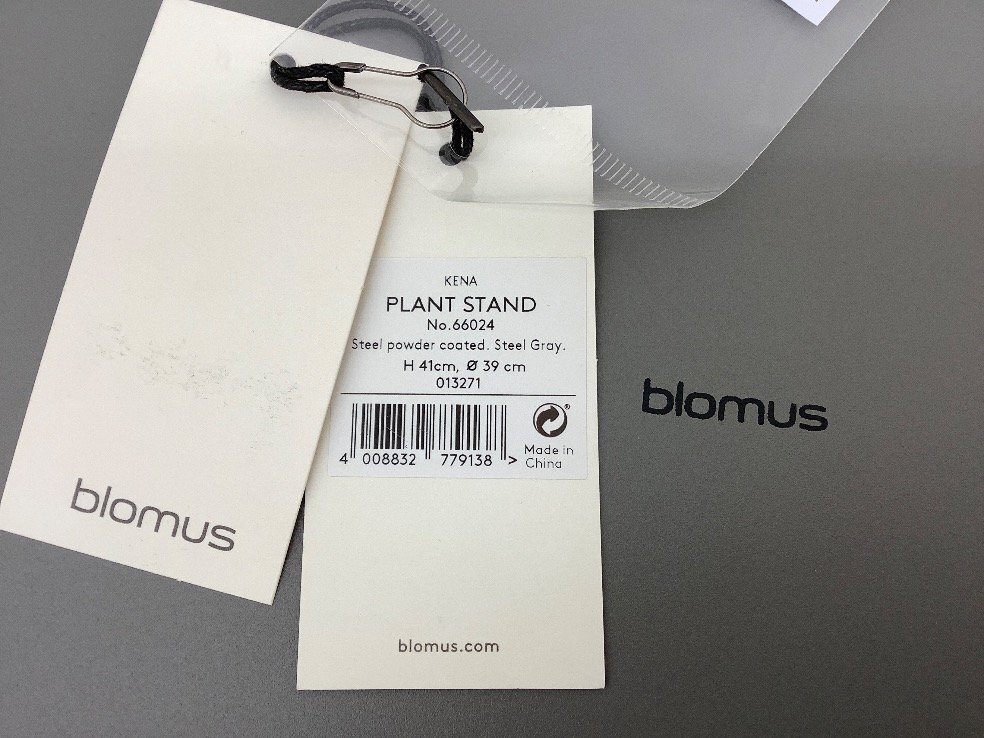 KENA
PLANT STAND
No.66024
Steel powder coated. Steel Gray.
H 41cm, Ø 39 cm
013271
4 008832 779138 >
®
Made in
China
blomus
blomus
blomus.com